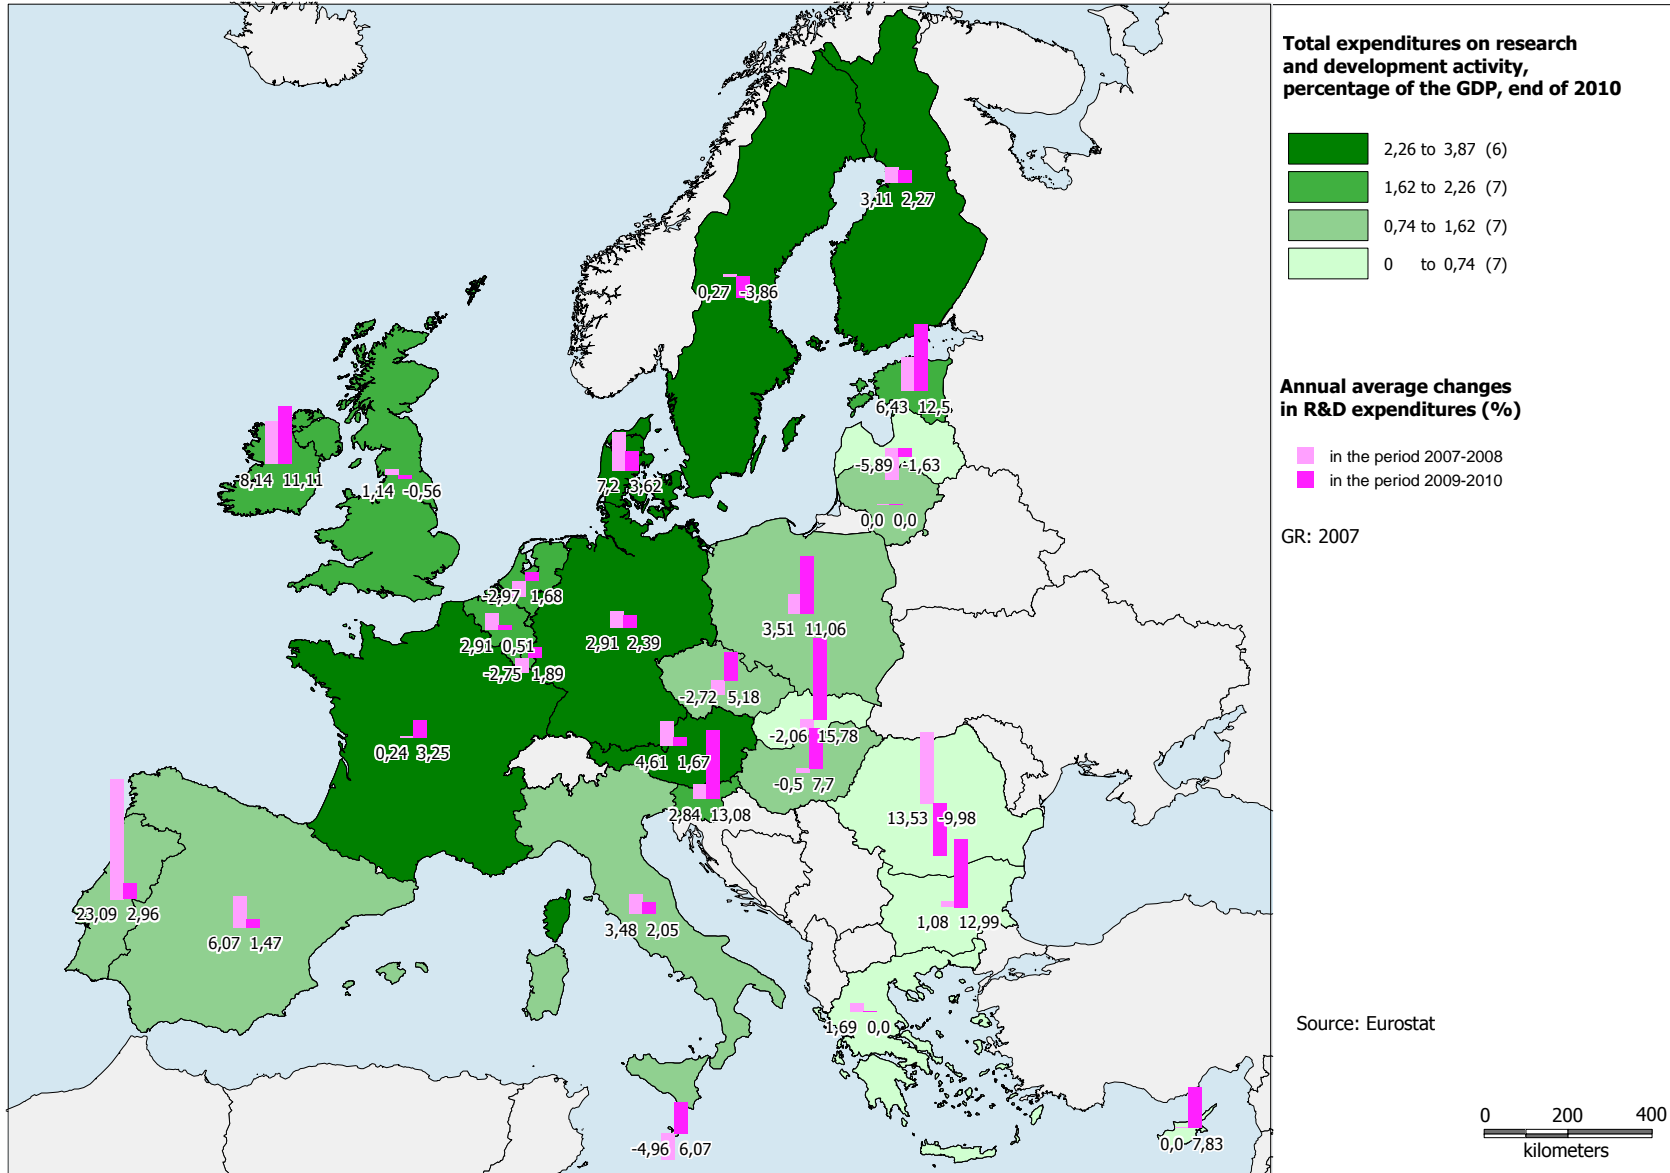 Total expenditures on research
and development activity,
percentage of the GDP, end of 2010
2,26 to 3,87 (6)
1,62 to 2,26 (7)
0,74 to 1,62 (7)
0 to 0,74 (7)
Annual average changes
in R&D expenditures (%)
in the period 2007-2008
in the period 2009-2010
GR: 2007
Source: Eurostat
0 200 400
kilometers
3,11 2,27
0,27 -3,86
6,43 12,5
-5,89 -1,63
8,14 11,11
1,14 -0,56
7,2 3,62
0,0 0,0
-2,97 1,68
2,91 0,51
2,91 2,39
3,51 11,06
-2,75 1,89
-2,72 5,18
0,24 3,25
4,61 1,67
-2,06 15,78
-0,5 7,7
2,84 13,08
13,53 -9,98
23,09 2,96
6,07 1,47
3,48 2,05
1,08 12,99
1,69 0,0
-4,96 6,07
0,0 7,83